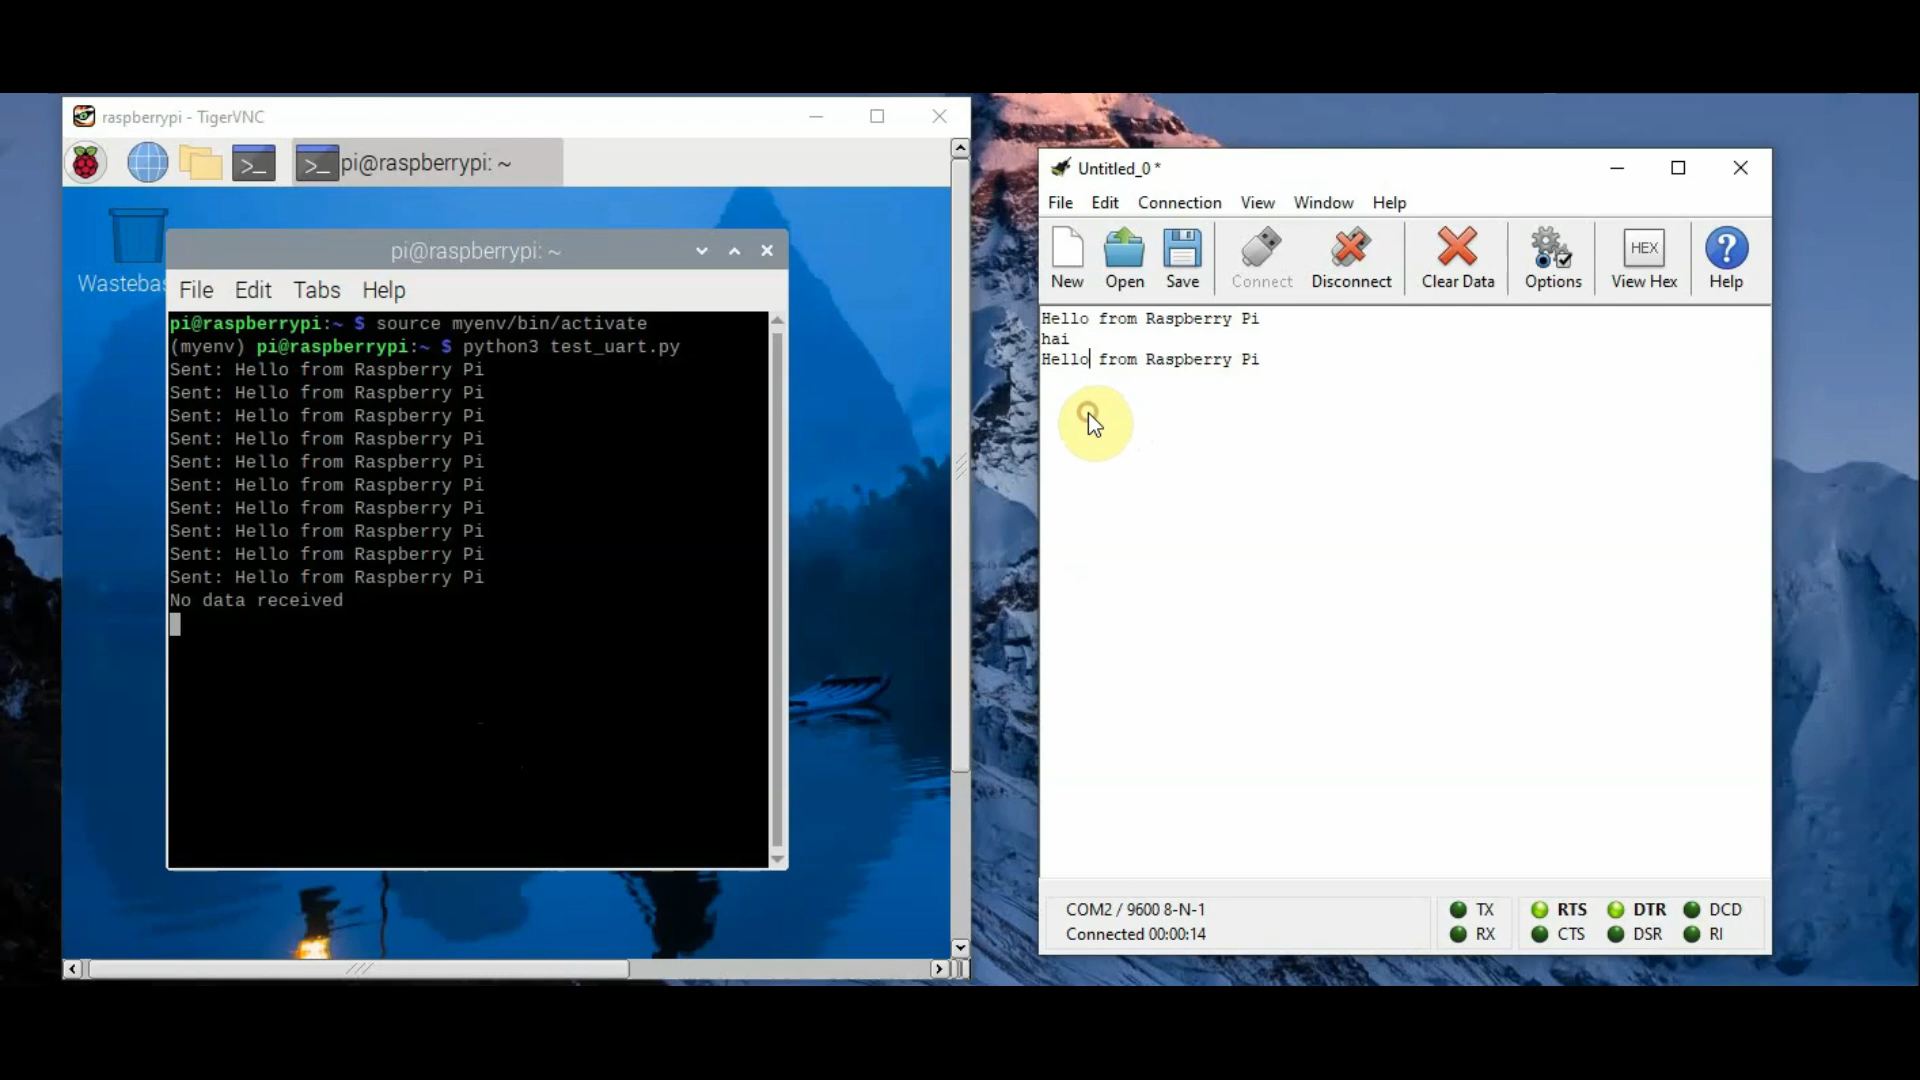 raspberrypi - TigerVNC
pi@raspberrypi: ~
Wastebas
pi@raspberrypi: ~
File Edit Tabs Help
pi@raspberrypi:~ $ source myenv/bin/activate
(myenv) pi@raspberrypi:~ $ python3 test_uart.py
Sent: Hello from Raspberry Pi
Sent: Hello from Raspberry Pi
Sent: Hello from Raspberry Pi
Sent: Hello from Raspberry Pi
Sent: Hello from Raspberry Pi
Sent: Hello from Raspberry Pi
Sent: Hello from Raspberry Pi
Sent: Hello from Raspberry Pi
Sent: Hello from Raspberry Pi
Sent: Hello from Raspberry Pi
No data received
Untitled_0 *
File Edit Connection View Window Help
New Open Save Connect Disconnect Clear Data Options HEX View Hex Help
Hello from Raspberry Pi
hai
Hello from Raspberry Pi
COM2 / 9600 8-N-1
Connected 00:00:14
TX RTS DTR DCD
RX CTS DSR RI